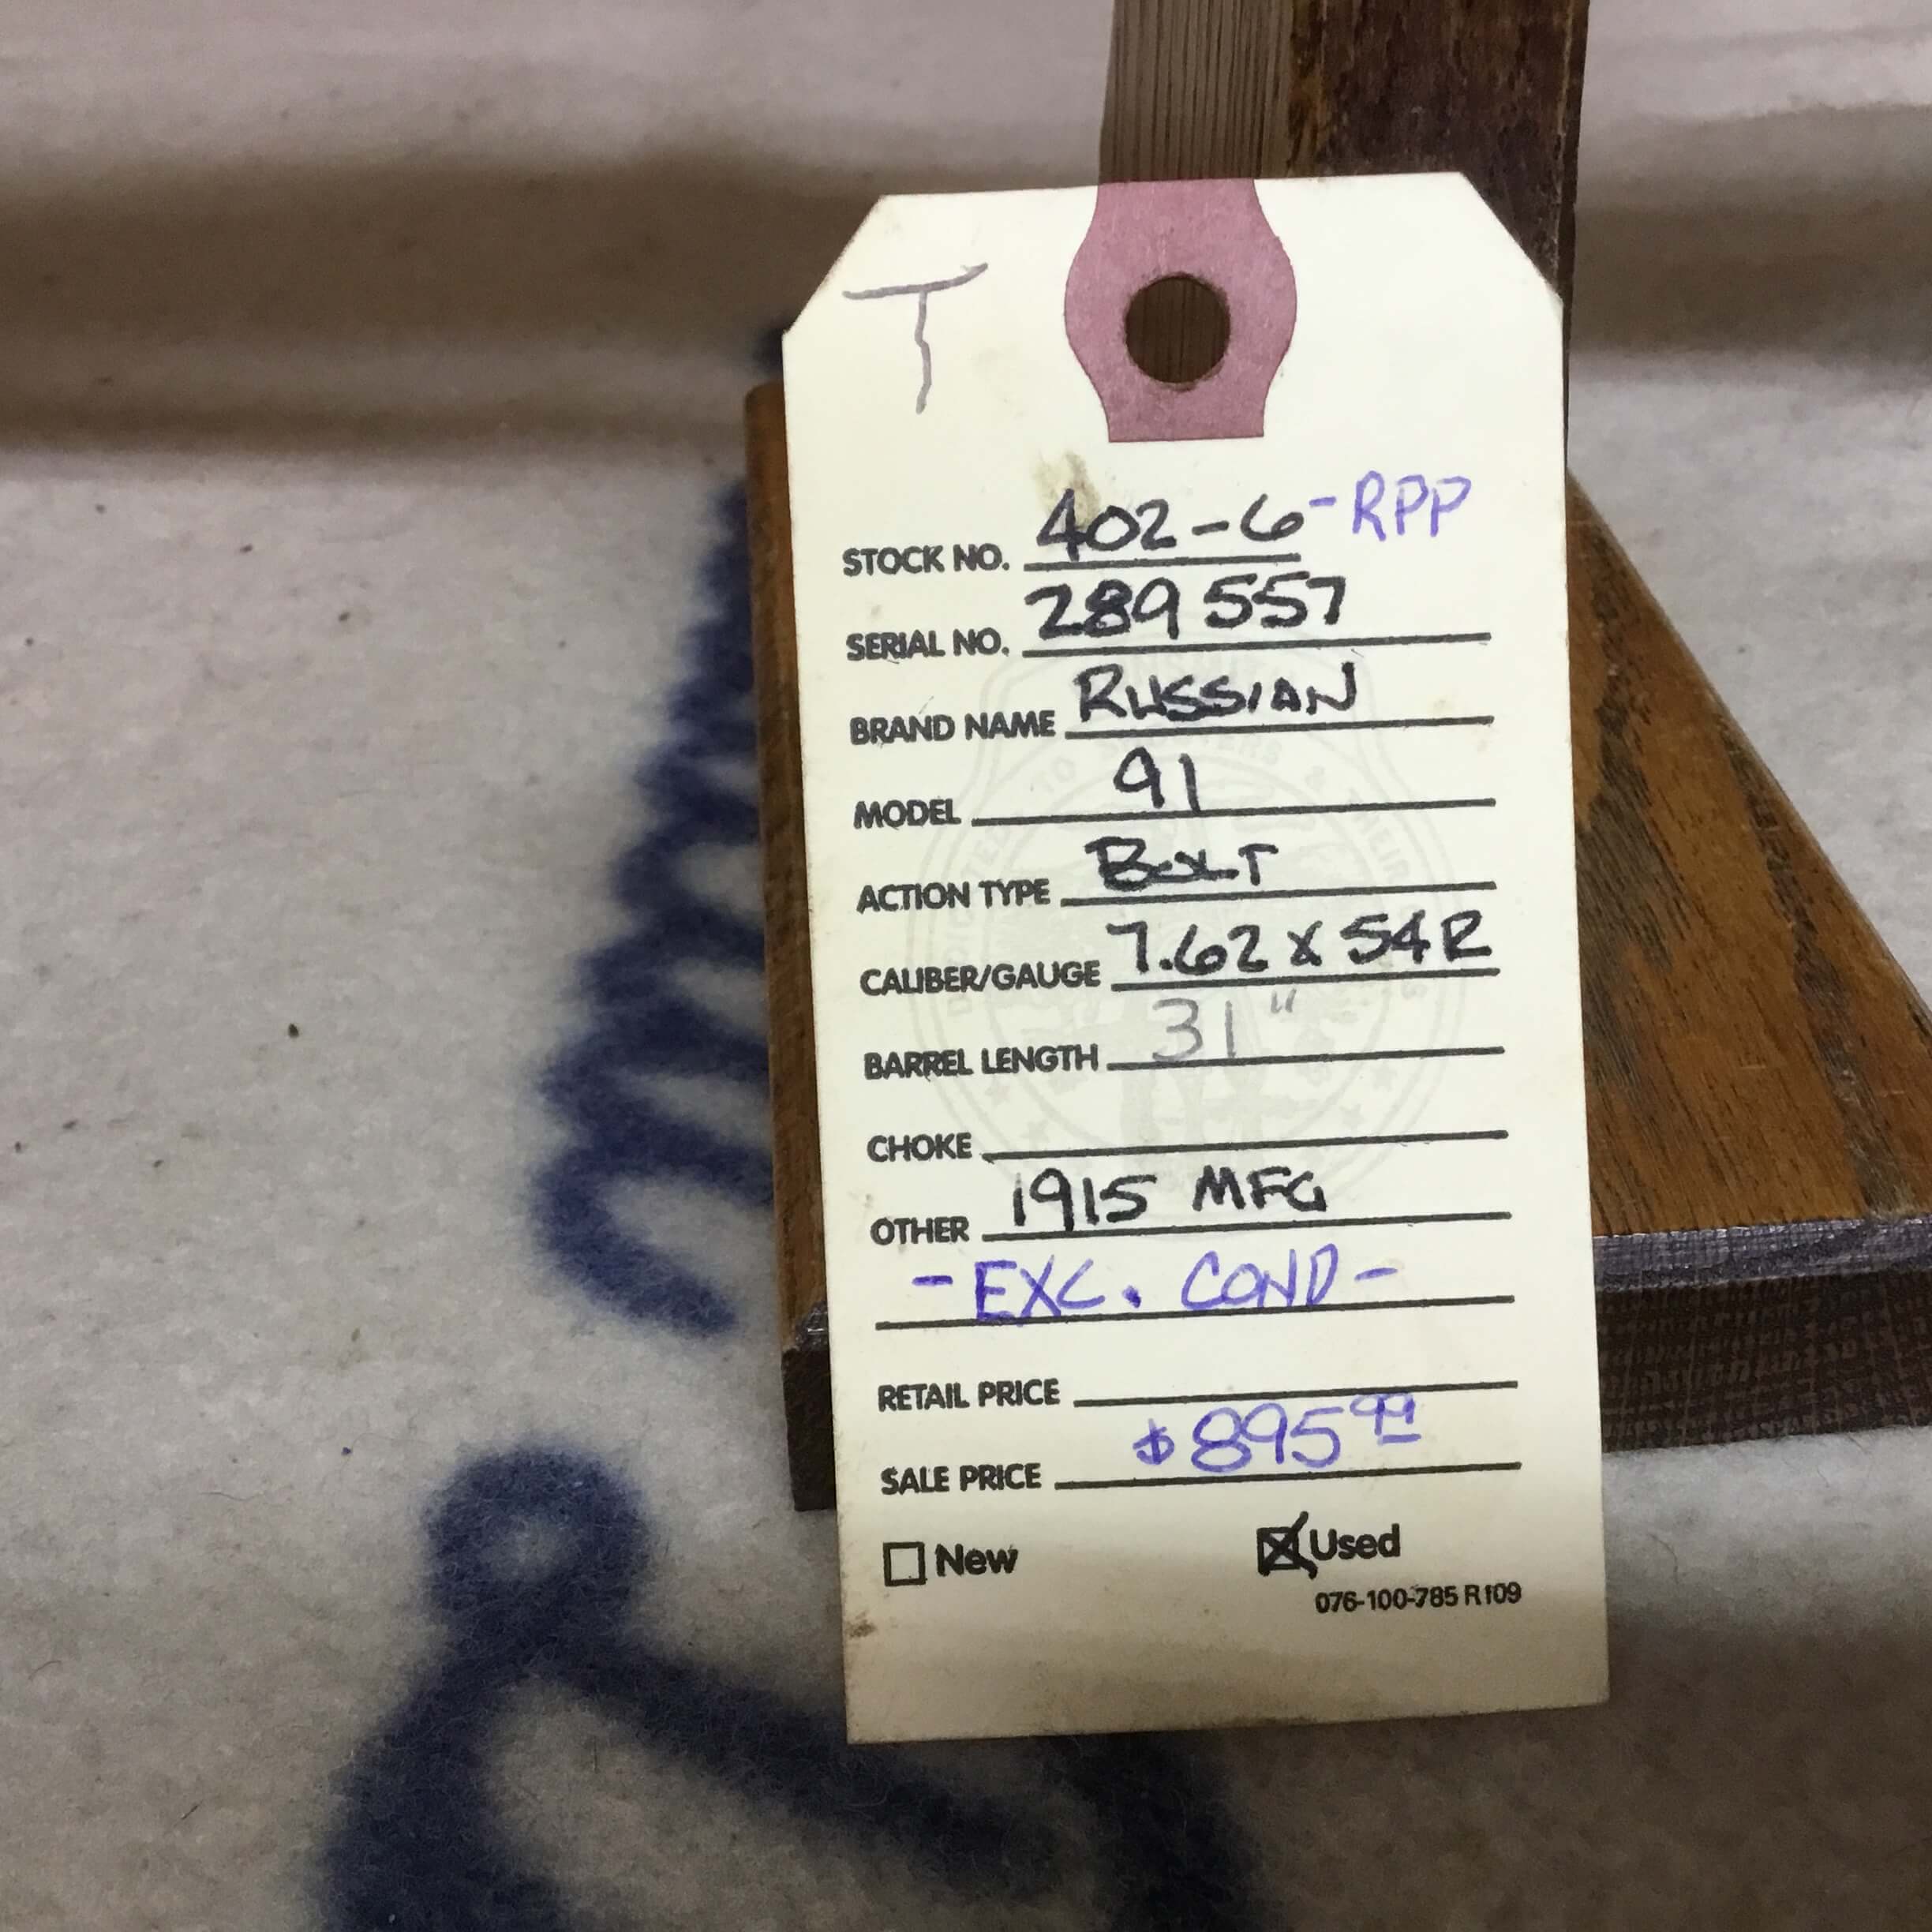 T
STOCK NO. 402-6-RPP
SERIAL NO. 289557
BRAND NAME RUSSIAN
MODEL 91
ACTION TYPE BOLT
CALIBER/GAUGE 7.62 X 54R
BARREL LENGTH 31"
CHOKE
OTHER 1915 MFG
-EXC. COND-
RETAIL PRICE
SALE PRICE $895 99
New Used
076-100-785 R109